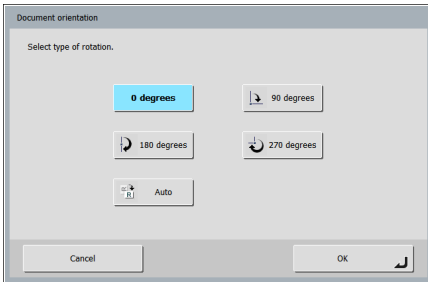 Document orientation
Select type of rotation.
0 degrees
90 degrees
180 degrees
270 degrees
R
Auto
Cancel
OK